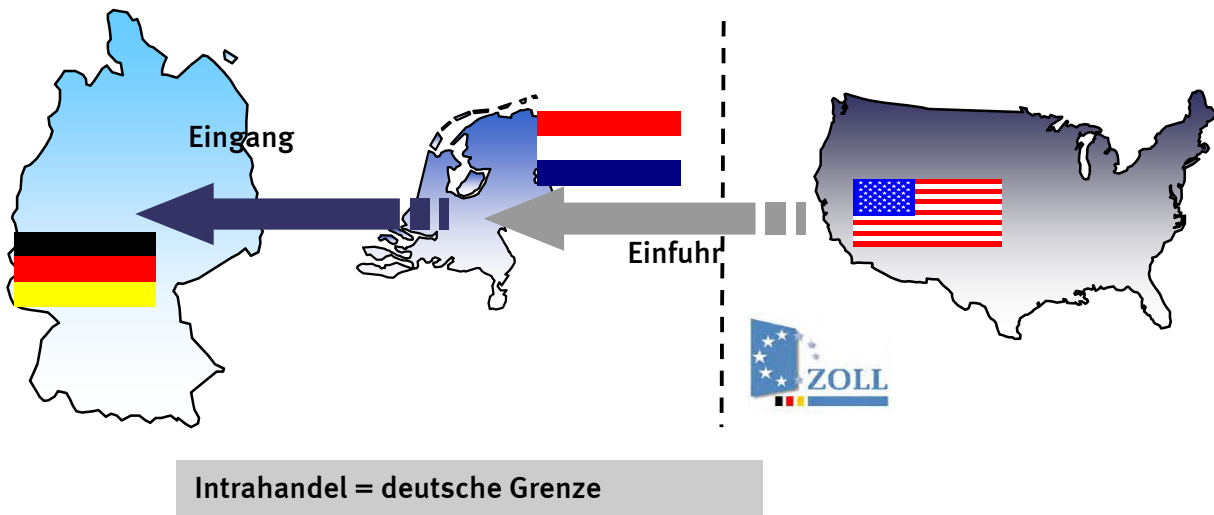 Eingang
Einfuhr
ZOLL
Intrahandel = deutsche Grenze